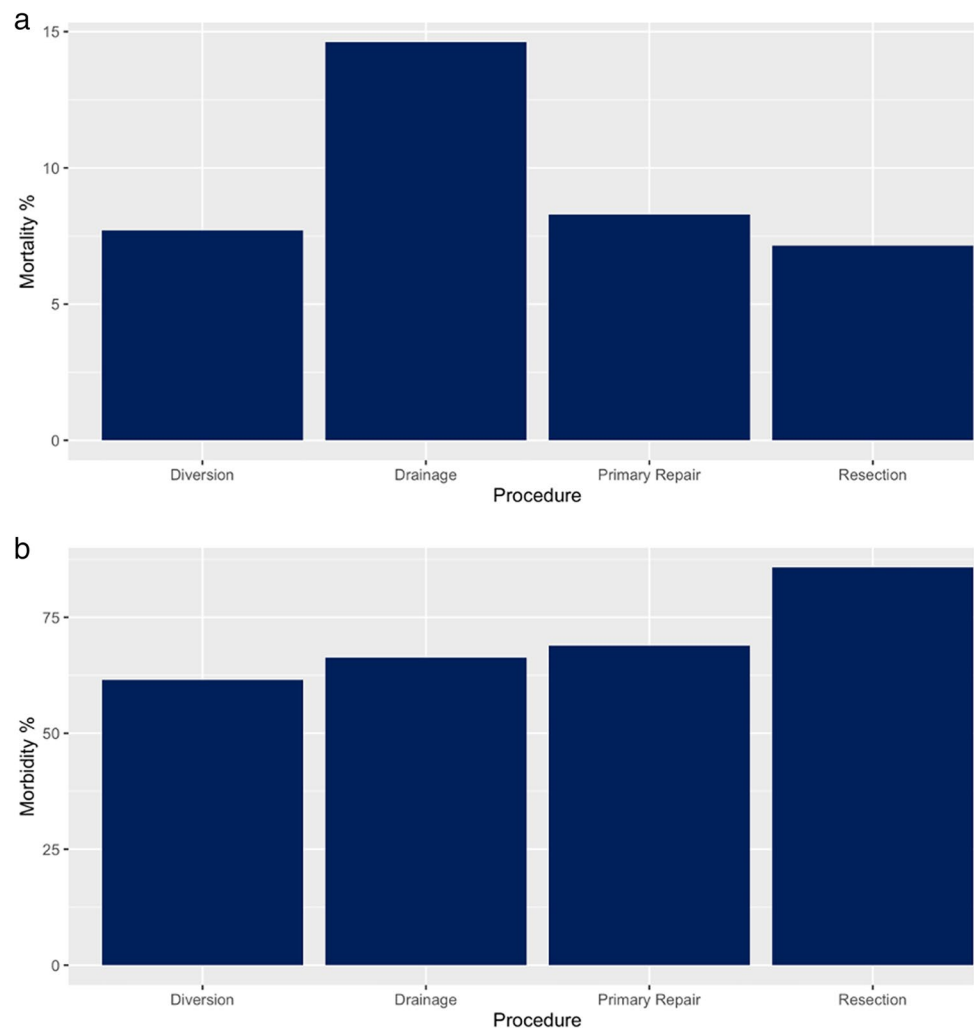 a
Mortality %
15
10
5
0
Diversion Drainage Primary Repair Resection
Procedure
b
Morbidity %
75
50
25
0
Diversion Drainage Primary Repair Resection
Procedure